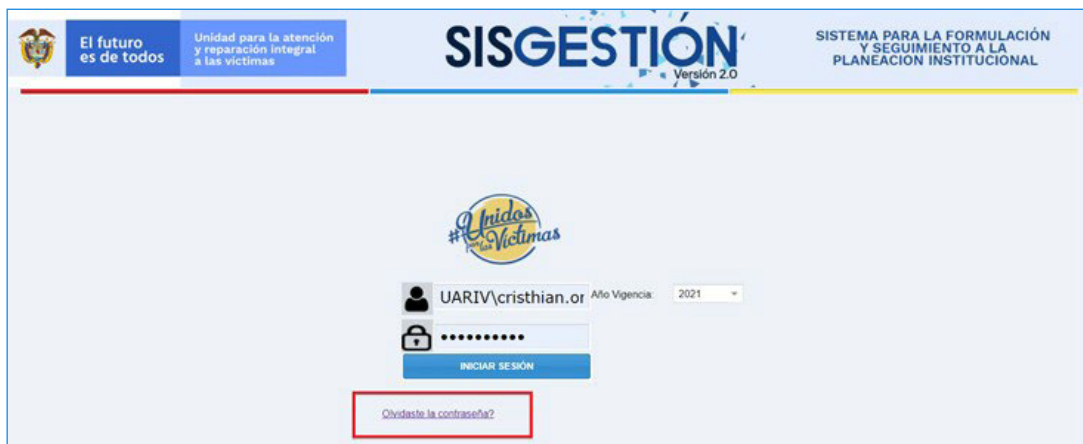 El futuro
es de todos
Unidad para la atención
y reparación integral
a las víctimas
SISGESTIÓN
Versión 2.0
SISTEMA PARA LA FORMULACIÓN
Y SEGUIMIENTO A LA
PLANEACION INSTITUCIONAL
#Unidos
por las Víctimas
UARIV\cristhian.or
Año Vigencia:
2021
••••••••••
INICIAR SESIÓN
Olvidaste la contraseña?